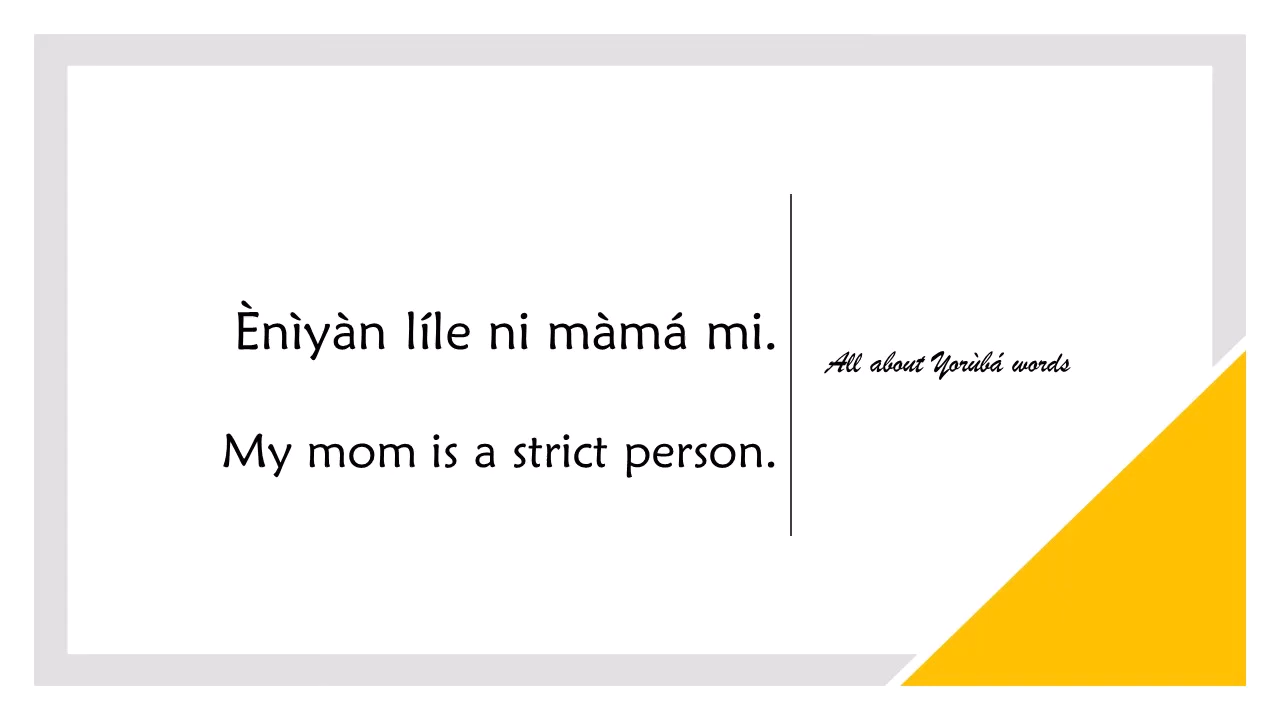 Ènìyàn líle ni màmá mi.
My mom is a strict person.
All about Yorùbá words